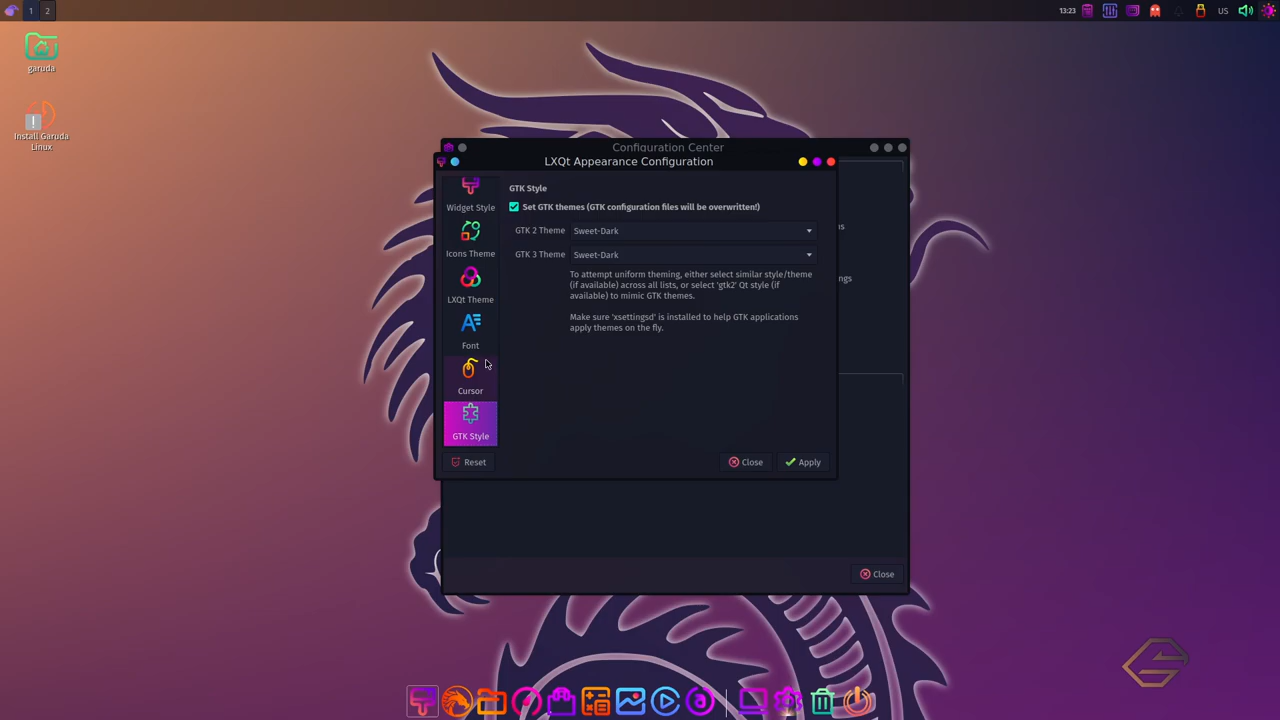 1 2
13:23
US
garuda
Install Garuda
Linux
Configuration Center
LXQt Appearance Configuration
Widget Style
Icons Theme
LXQt Theme
Font
Cursor
GTK Style
GTK Style
Set GTK themes (GTK configuration files will be overwritten!)
GTK 2 Theme Sweet-Dark
GTK 3 Theme Sweet-Dark
To attempt uniform theming, either select similar style/theme
(if available) across all lists, or select 'gtk2' Qt style (if
available) to mimic GTK themes.
Make sure 'xsettingsd' is installed to help GTK applications
apply themes on the fly.
Reset
Close
Apply
Close